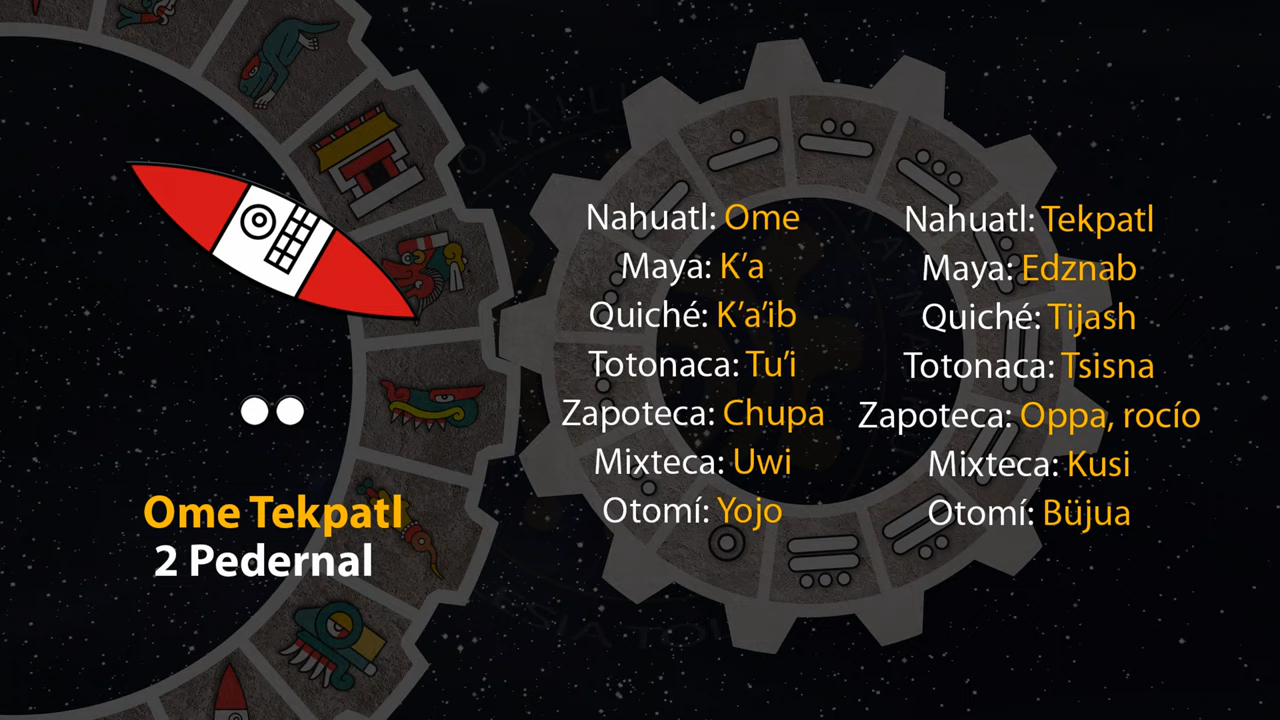 Ome Tekpatl
2 Pedernal
Nahuatl: Ome
Maya: K’a
Quiché: K’a’ib
Totonaca: Tu’i
Zapoteca: Chupa
Mixteca: Uwi
Otomí: Yojo
Nahuatl: Tekpatl
Maya: Edznab
Quiché: Tijash
Totonaca: Tsisna
Zapoteca: Oppa, rocío
Mixteca: Kusi
Otomí: Büjua